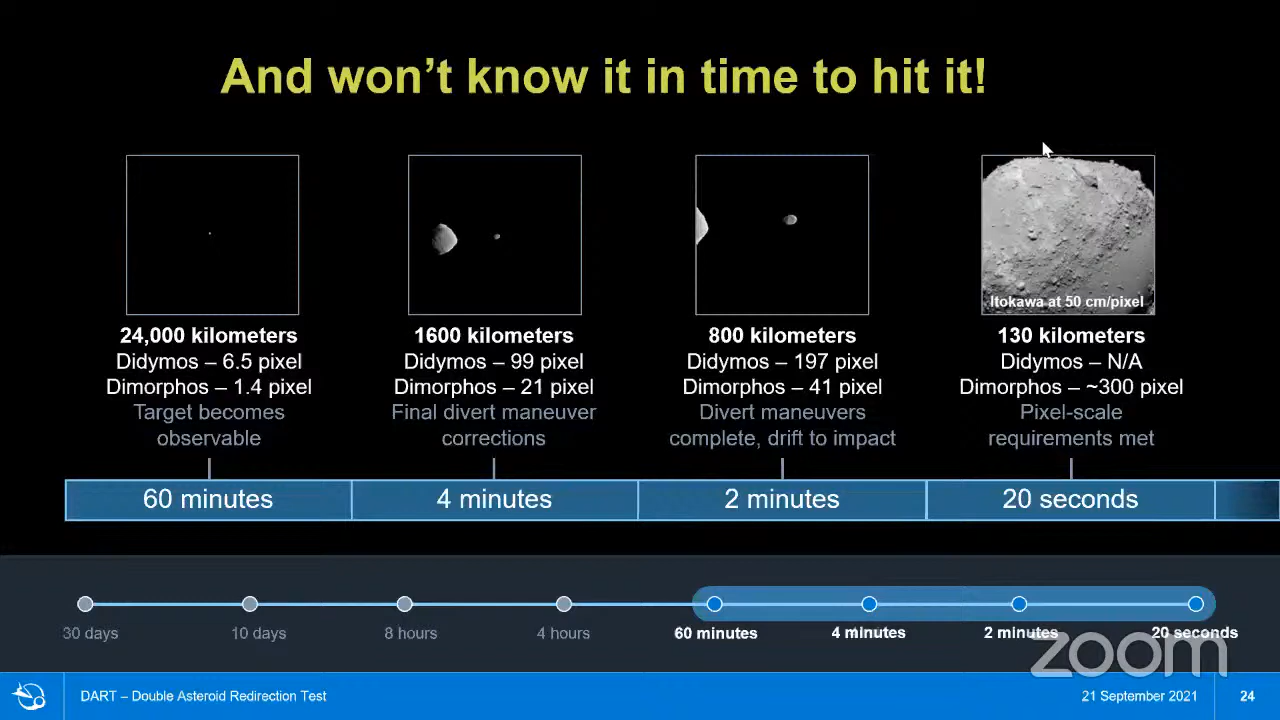 And won't know it in time to hit it!
Itokawa at 50 cm/pixel
24,000 kilometers
Didymos – 6.5 pixel
Dimorphos – 1.4 pixel
Target becomes
observable
1600 kilometers
Didymos – 99 pixel
Dimorphos – 21 pixel
Final divert maneuver
corrections
800 kilometers
Didymos – 197 pixel
Dimorphos – 41 pixel
Divert maneuvers
complete, drift to impact
130 kilometers
Didymos – N/A
Dimorphos – ~300 pixel
Pixel-scale
requirements met
60 minutes
4 minutes
2 minutes
20 seconds
30 days
10 days
8 hours
4 hours
60 minutes
4 minutes
2 minutes
20 seconds
zoom
DART – Double Asteroid Redirection Test
21 September 2021
24